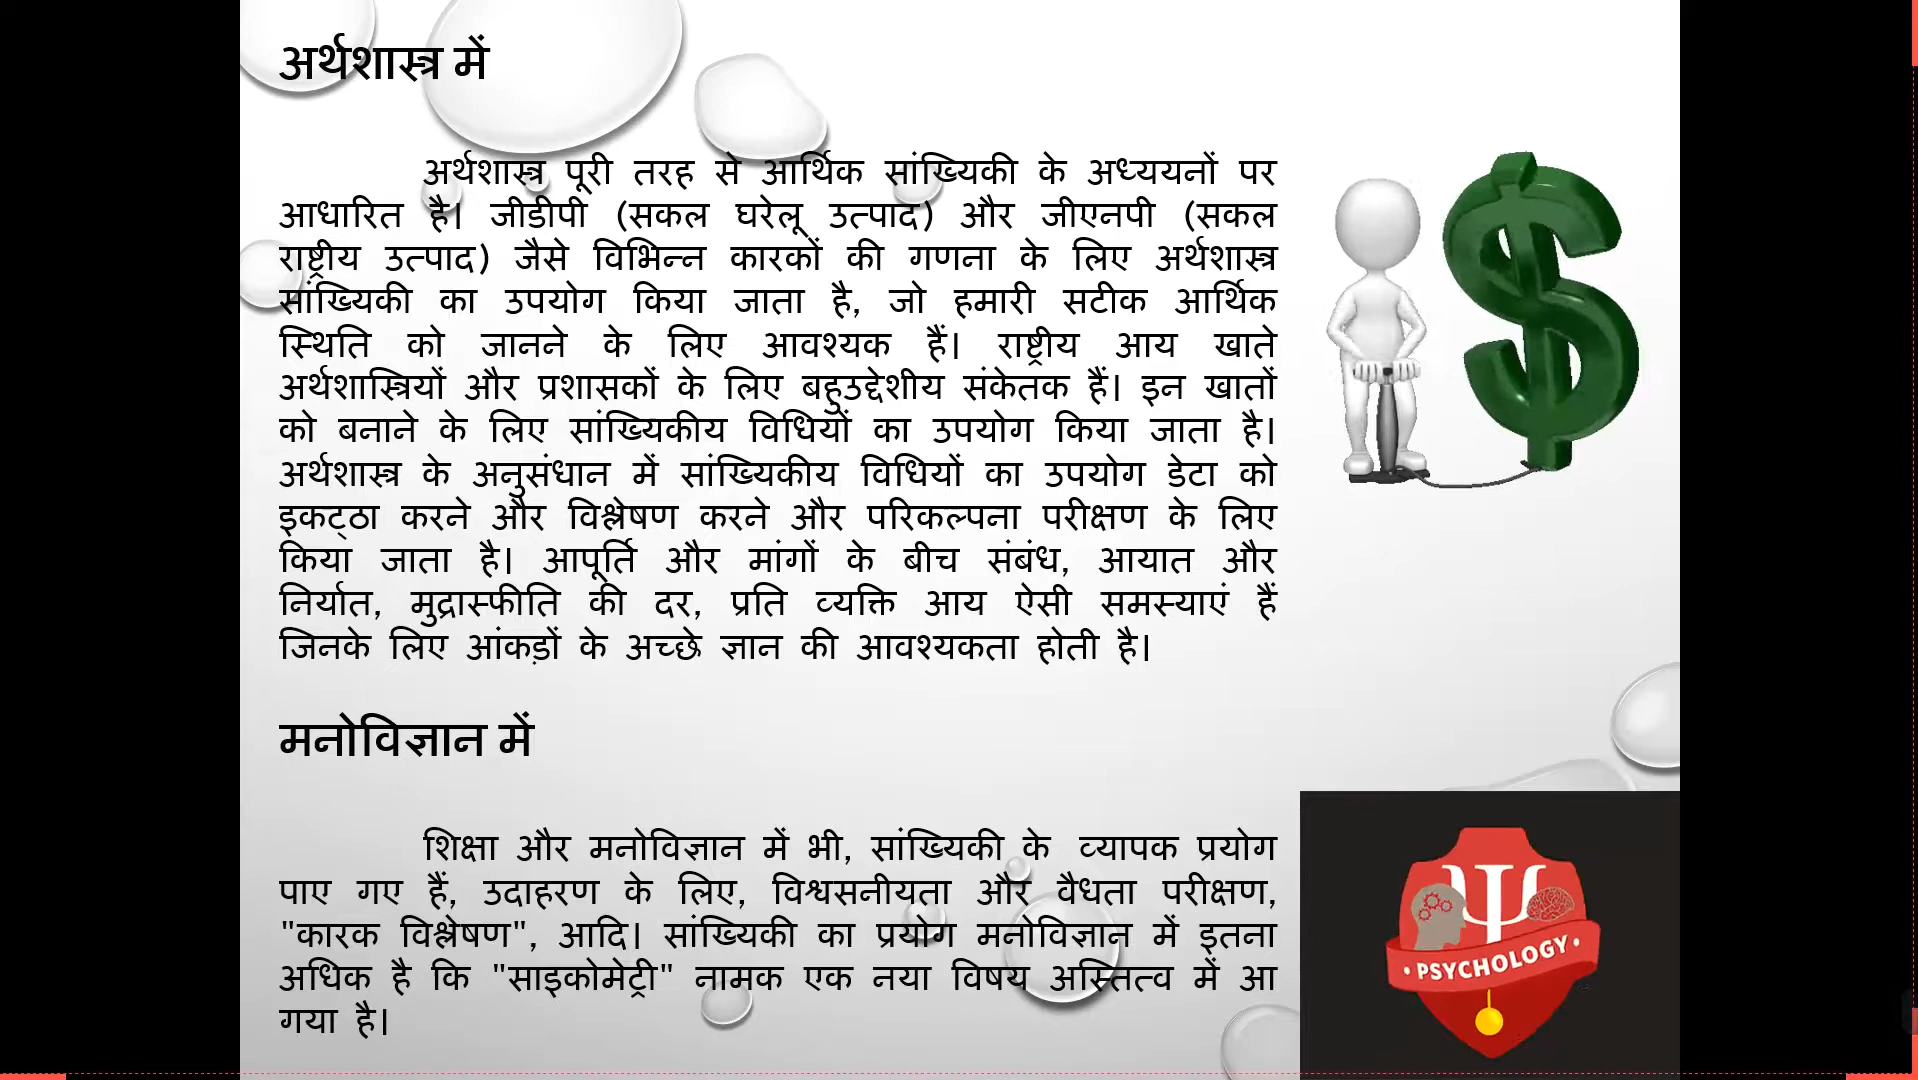 अर्थशास्त्र में
अर्थशास्त्र पूरी तरह से आर्थिक सांख्यिकी के अध्ययनों पर
आधारित है। जीडीपी (सकल घरेलू उत्पाद) और जीएनपी (सकल
राष्ट्रीय उत्पाद) जैसे विभिन्न कारकों की गणना के लिए अर्थशास्त्र
सांख्यिकी का उपयोग किया जाता है, जो हमारी सटीक आर्थिक
स्थिति को जानने के लिए आवश्यक हैं। राष्ट्रीय आय खाते
अर्थशास्त्रियों और प्रशासकों के लिए बहुउद्देशीय संकेतक हैं। इन खातों
को बनाने के लिए सांख्यिकीय विधियों का उपयोग किया जाता है।
अर्थशास्त्र के अनुसंधान में सांख्यिकीय विधियों का उपयोग डेटा को
इकट्ठा करने और विश्लेषण करने और परिकल्पना परीक्षण के लिए
किया जाता है। आपूर्ति और मांगों के बीच संबंध, आयात और
निर्यात, मुद्रास्फीति की दर, प्रति व्यक्ति आय ऐसी समस्याएं हैं
जिनके लिए आंकड़ों के अच्छे ज्ञान की आवश्यकता होती है।
मनोविज्ञान में
शिक्षा और मनोविज्ञान में भी, सांख्यिकी के व्यापक प्रयोग
पाए गए हैं, उदाहरण के लिए, विश्वसनीयता और वैधता परीक्षण,
"कारक विश्लेषण", आदि। सांख्यिकी का प्रयोग मनोविज्ञान में इतना
अधिक है कि "साइकोमेट्री" नामक एक नया विषय अस्तित्व में आ
गया है।
• PSYCHOLOGY •